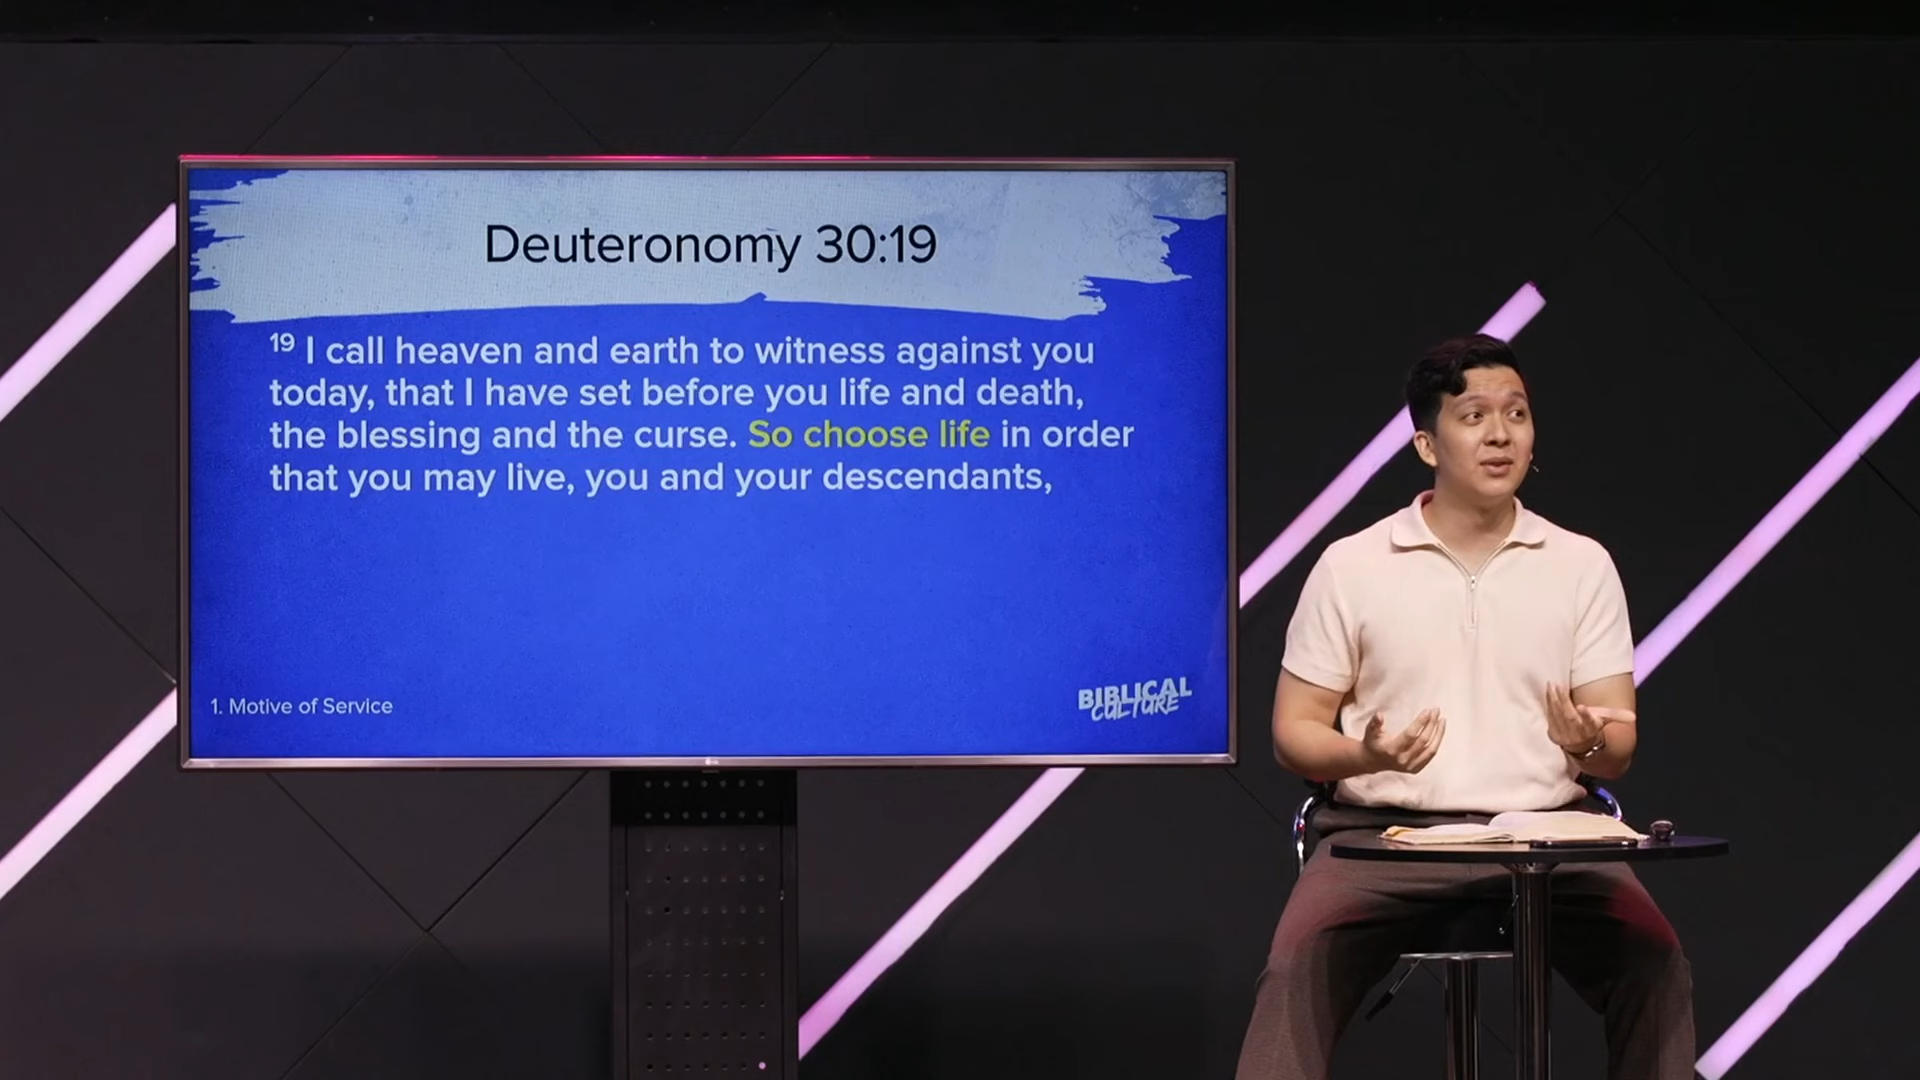 Deuteronomy 30:19
19 I call heaven and earth to witness against you
today, that I have set before you life and death,
the blessing and the curse. So choose life in order
that you may live, you and your descendants,
1. Motive of Service
BIBLICAL
CULTURE